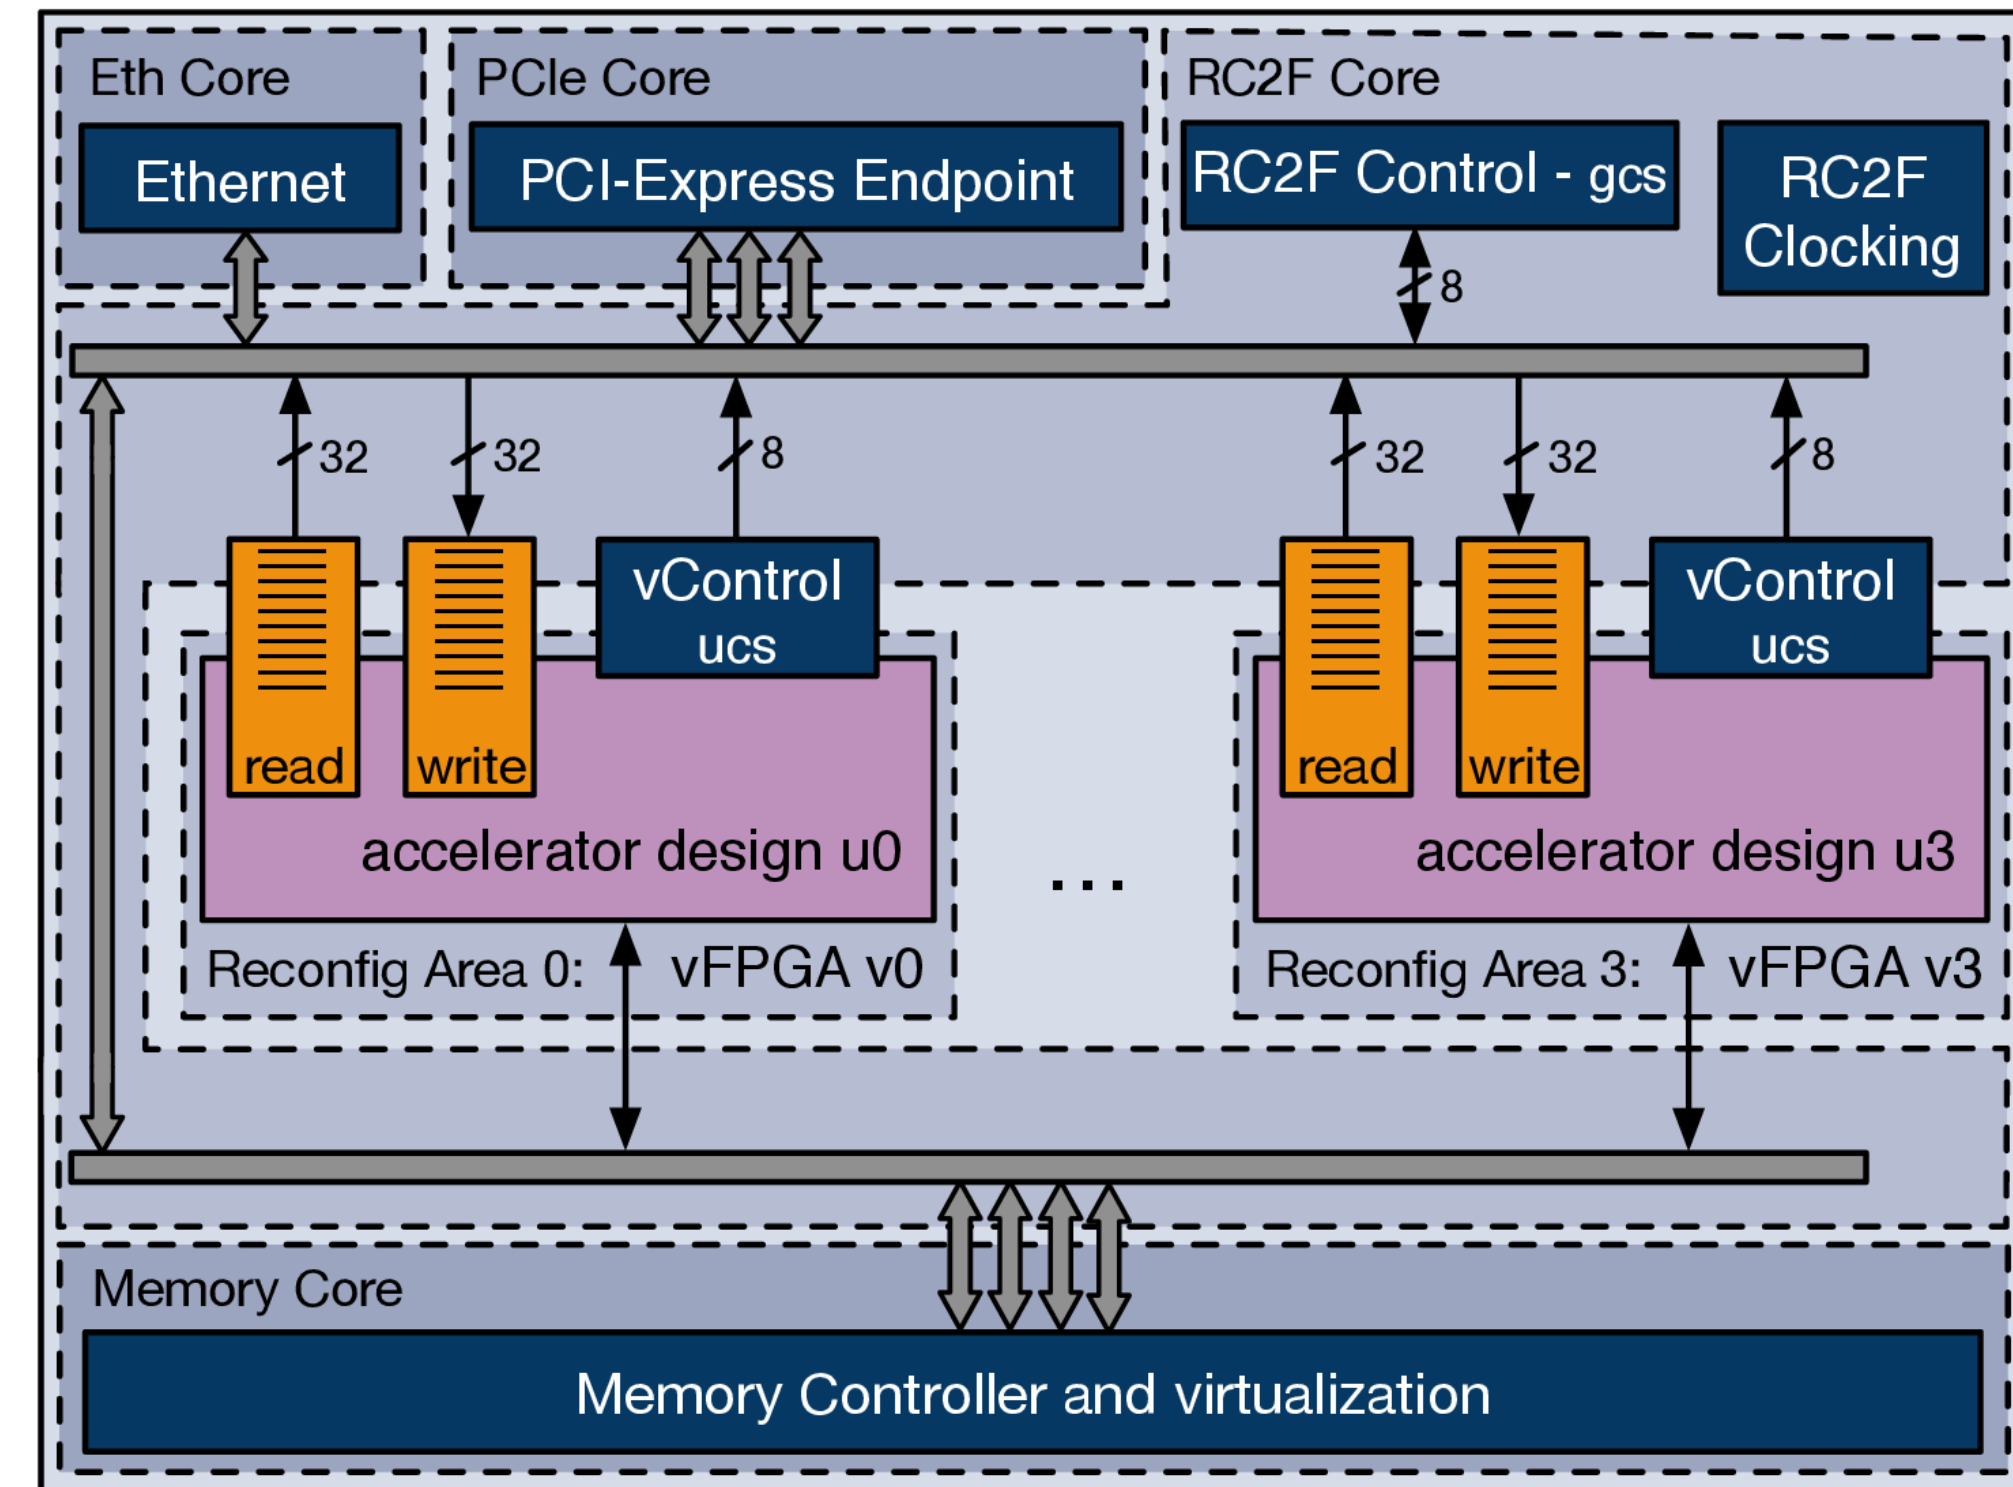 Eth Core
PCIe Core
RC2F Core
Ethernet
PCI-Express Endpoint
RC2F Control - gcs
RC2F
Clocking
8
32
32
8
32
32
8
vControl
ucs
vControl
ucs
read
write
read
write
accelerator design u0
...
accelerator design u3
Reconfig Area 0: vFPGA v0
Reconfig Area 3: vFPGA v3
Memory Core
Memory Controller and virtualization